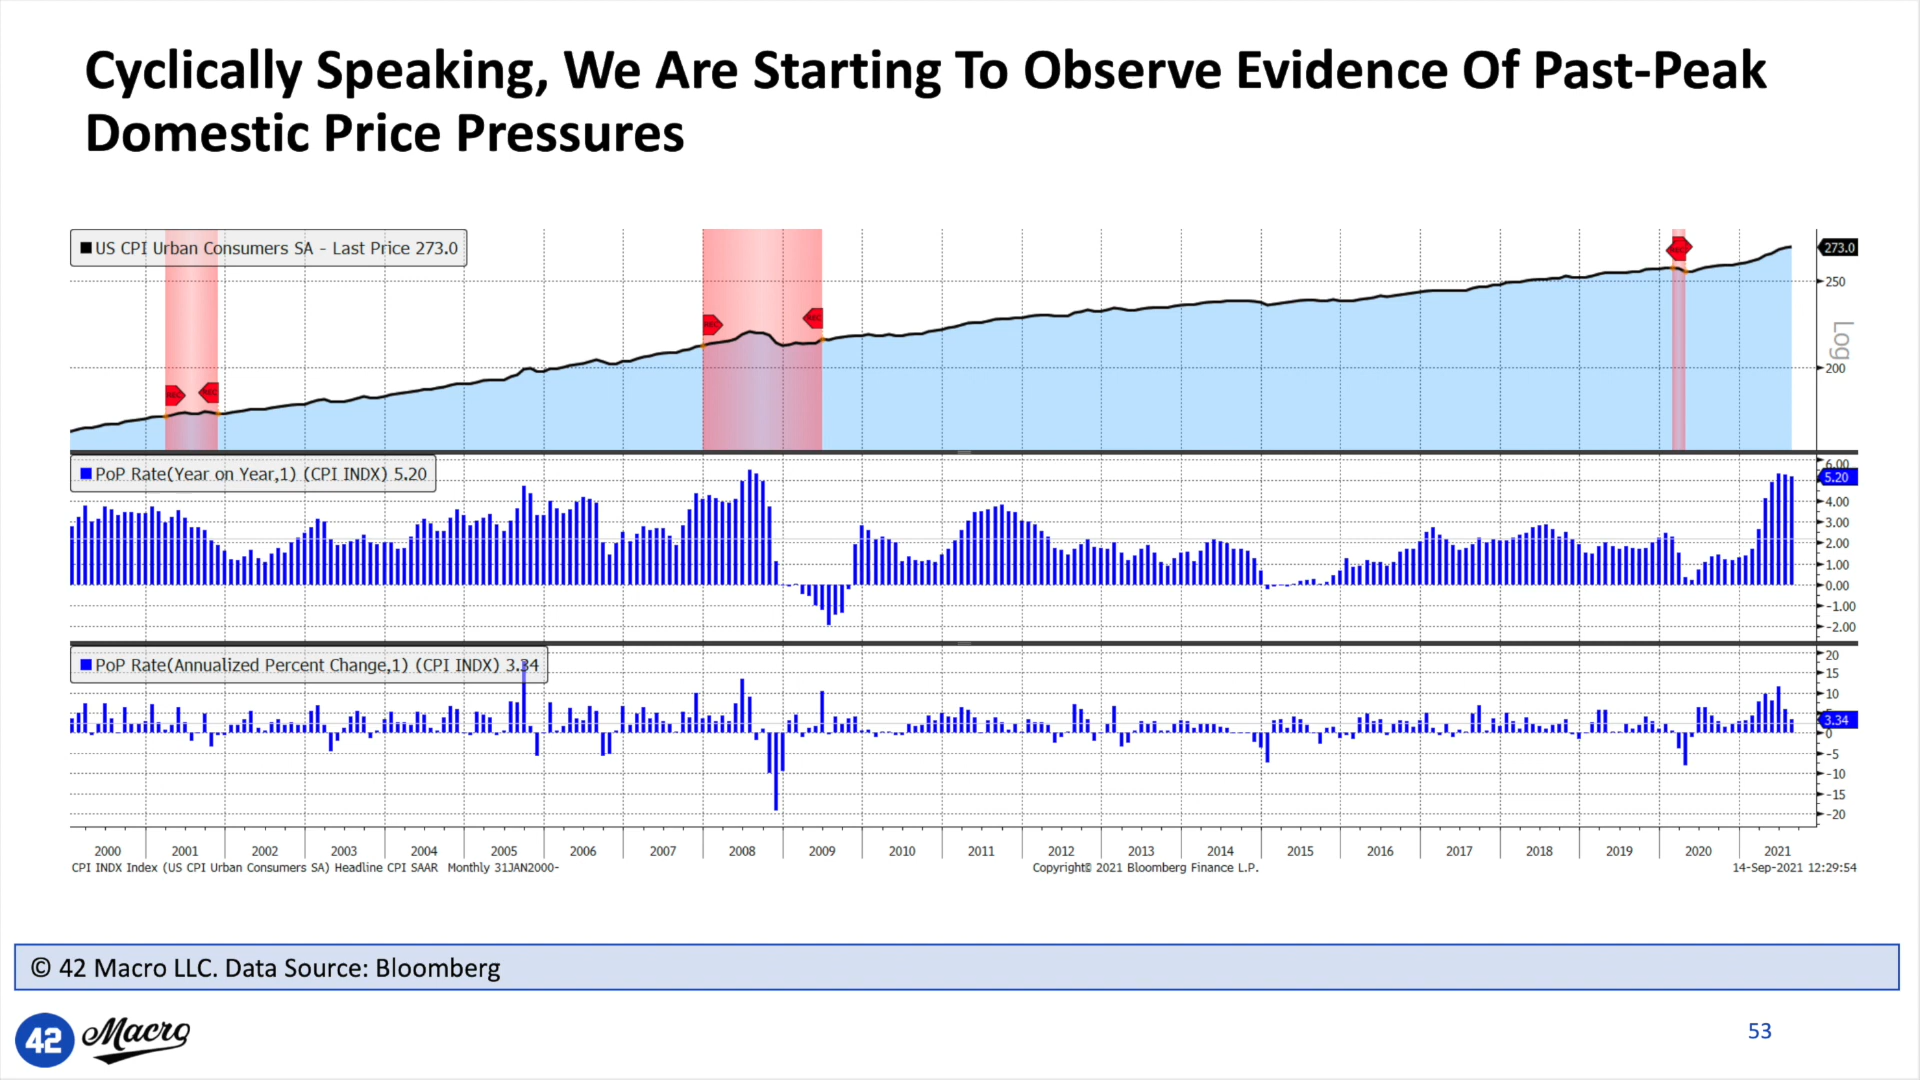 Cyclically Speaking, We Are Starting To Observe Evidence Of Past-Peak
Domestic Price Pressures
US CPI Urban Consumers SA - Last Price 273.0
273.0
250
Log
200
PoP Rate(Year on Year,1) (CPI INDX) 5.20
6.00
5.20
4.00
3.00
2.00
1.00
0.00
-1.00
-2.00
PoP Rate(Annualized Percent Change,1) (CPI INDX) 3.34
20
15
10
3.34
0
-5
-10
-15
-20
2000 2001 2002 2003 2004 2005 2006 2007 2008 2009 2010 2011 2012 2013 2014 2015 2016 2017 2018 2019 2020 2021
CPI INDX Index (US CPI Urban Consumers SA) Headline CPI SAAR Monthly 31JAN2000- Copyright© 2021 Bloomberg Finance L.P. 14-Sep-2021 12:29:54
© 42 Macro LLC. Data Source: Bloomberg
42 Macro
53